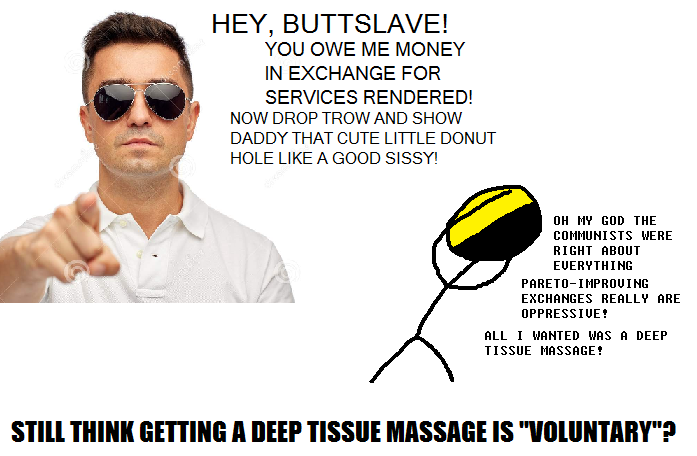 HEY, BUTTSLAVE!
YOU OWE ME MONEY
IN EXCHANGE FOR
SERVICES RENDERED!
NOW DROP TROW AND SHOW
DADDY THAT CUTE LITTLE DONUT
HOLE LIKE A GOOD SISSY!
OH MY GOD THE
COMMUNISTS WERE
RIGHT ABOUT
EVERYTHING
PARETO-IMPROVING
EXCHANGES REALLY ARE
OPPRESSIVE!
ALL I WANTED WAS A DEEP
TISSUE MASSAGE!
STILL THINK GETTING A DEEP TISSUE MASSAGE IS "VOLUNTARY"?